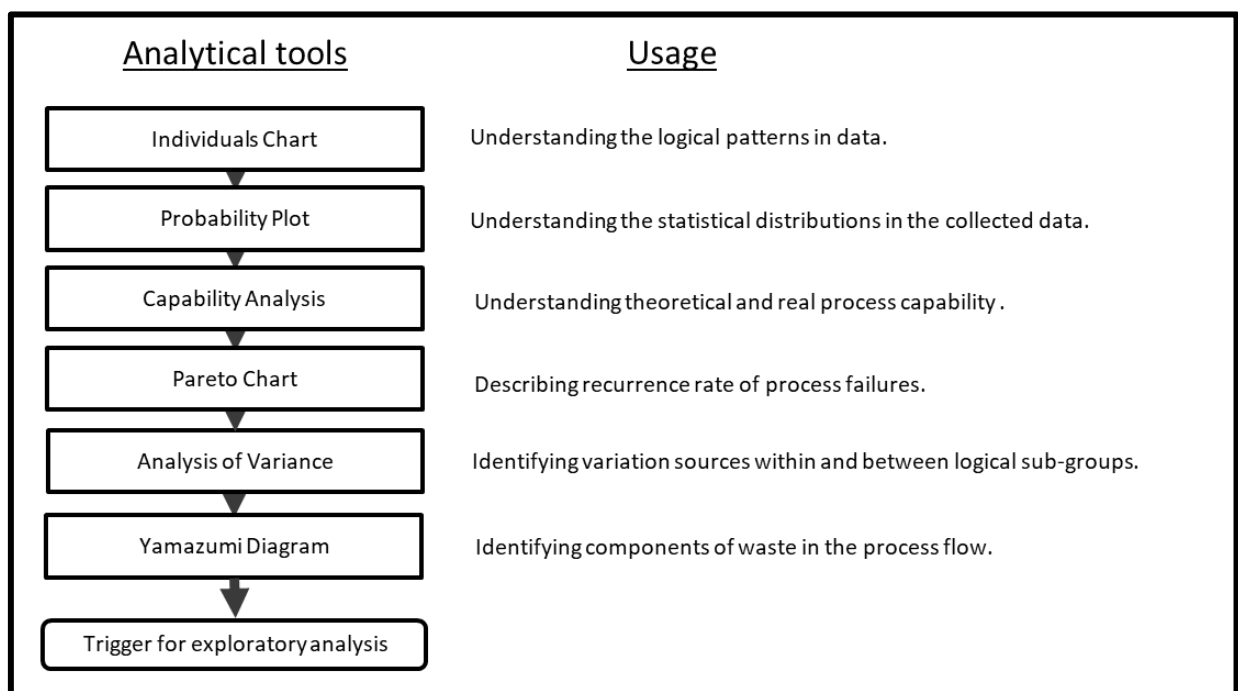 Analytical tools Usage
Individuals Chart Understanding the logical patterns in data.
Probability Plot Understanding the statistical distributions in the collected data.
Capability Analysis Understanding theoretical and real process capability .
Pareto Chart Describing recurrence rate of process failures.
Analysis of Variance Identifying variation sources within and between logical sub-groups.
Yamazumi Diagram Identifying components of waste in the process flow.
Trigger for exploratory analysis